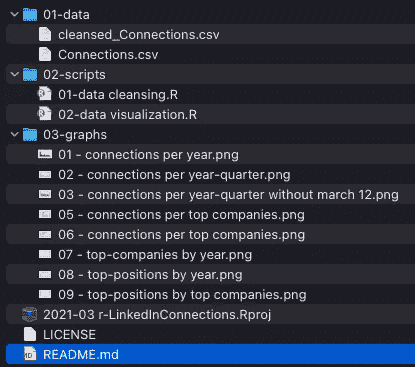 01-data
cleansed_Connections.csv
Connections.csv
02-scripts
01-data cleansing.R
02-data visualization.R
03-graphs
01 - connections per year.png
02 - connections per year-quarter.png
03 - connections per year-quarter without march 12.png
05 - connections per top companies.png
06 - connections per top companies.png
07 - top-companies by year.png
08 - top-positions by year.png
09 - top-positions by top companies.png
2021-03 r-LinkedInConnections.Rproj
LICENSE
README.md